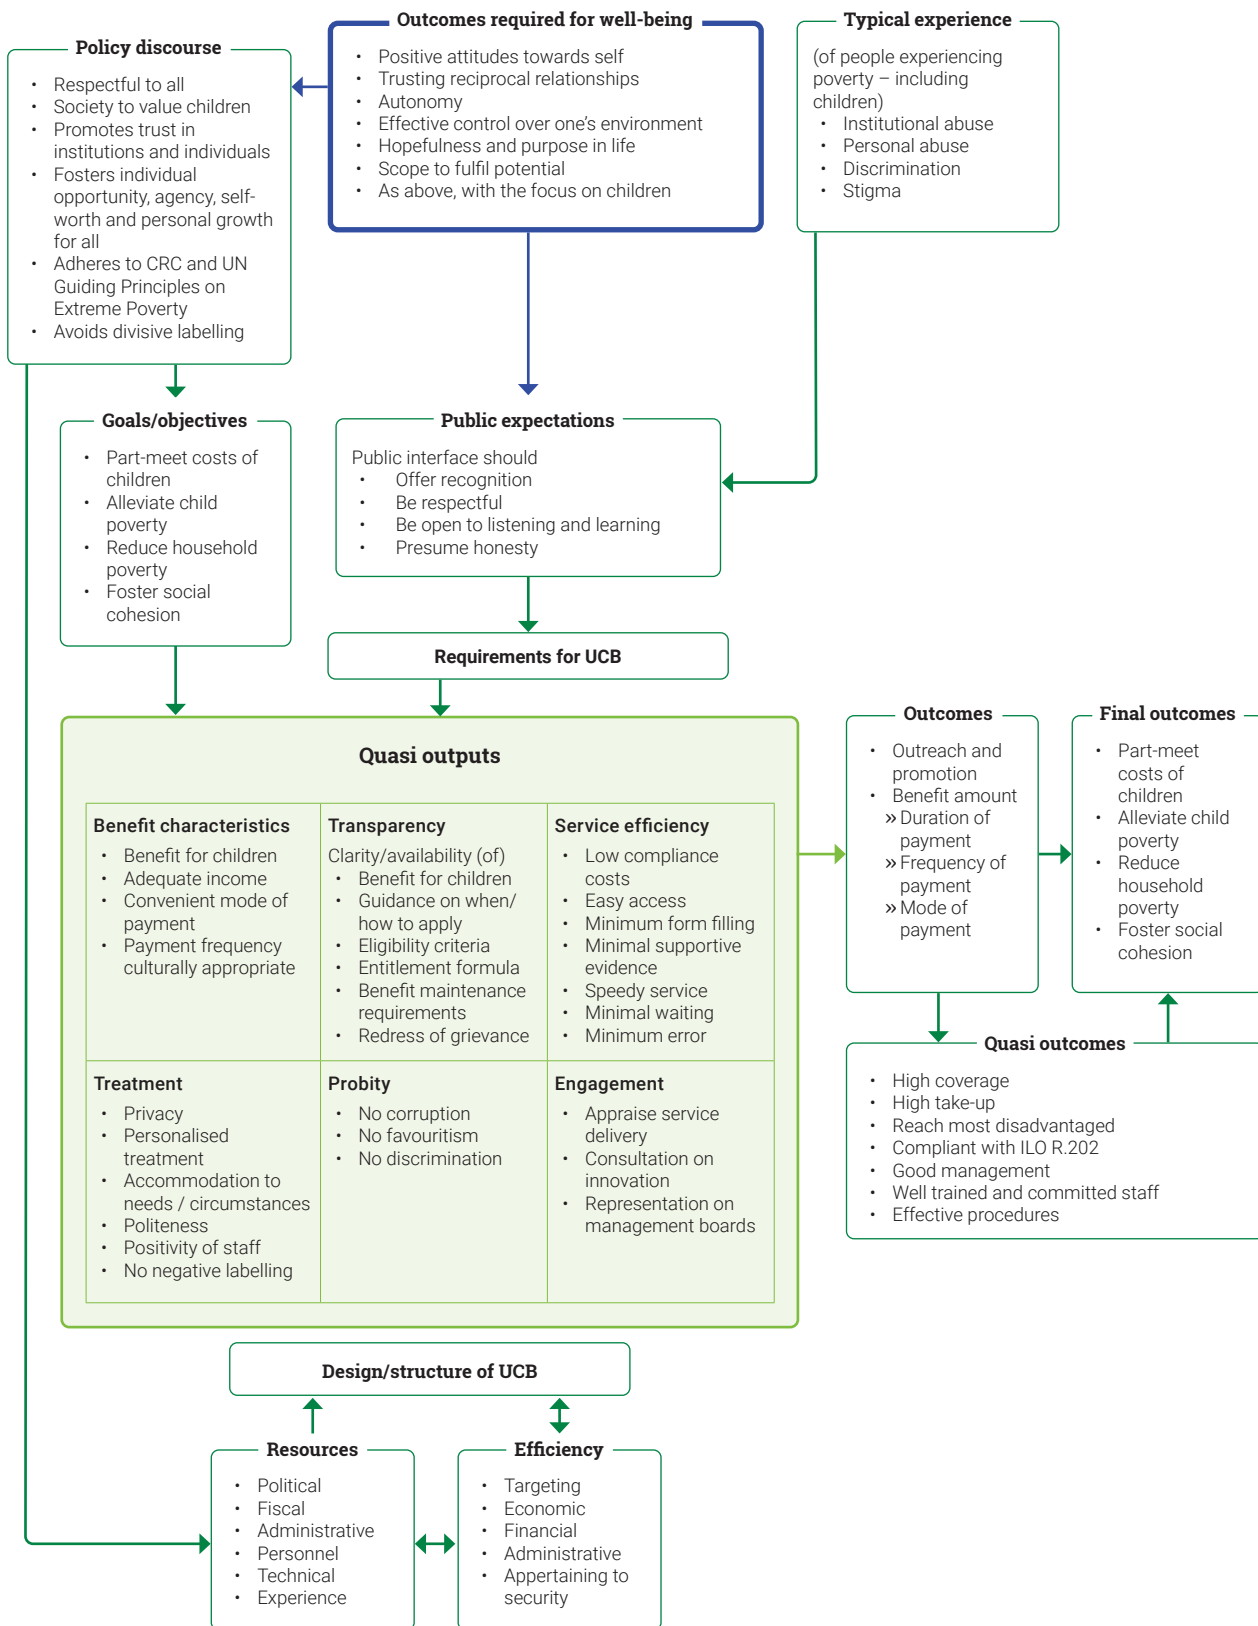 Policy discourse
• Respectful to all
• Society to value children
• Promotes trust in
institutions and individuals
• Fosters individual
opportunity, agency, self-
worth and personal growth
for all
• Adheres to CRC and UN
Guiding Principles on
Extreme Poverty
• Avoids divisive labelling
Outcomes required for well-being
• Positive attitudes towards self
• Trusting reciprocal relationships
• Autonomy
• Effective control over one's environment
• Hopefulness and purpose in life
• Scope to fulfil potential
• As above, with the focus on children
Typical experience
(of people experiencing
poverty – including
children)
• Institutional abuse
• Personal abuse
• Discrimination
• Stigma
Goals/objectives
• Part-meet costs of
children
• Alleviate child
poverty
• Reduce household
poverty
• Foster social
cohesion
Public expectations
Public interface should
• Offer recognition
• Be respectful
• Be open to listening and learning
• Presume honesty
Requirements for UCB
Quasi outputs
Benefit characteristics
• Benefit for children
• Adequate income
• Convenient mode of
payment
• Payment frequency
culturally appropriate
Transparency
Clarity/availability (of)
• Benefit for children
• Guidance on when/
how to apply
• Eligibility criteria
• Entitlement formula
• Benefit maintenance
requirements
• Redress of grievance
Service efficiency
• Low compliance
costs
• Easy access
• Minimum form filling
• Minimal supportive
evidence
• Speedy service
• Minimal waiting
• Minimum error
Treatment
• Privacy
• Personalised
treatment
• Accommodation to
needs / circumstances
• Politeness
• Positivity of staff
• No negative labelling
Probity
• No corruption
• No favouritism
• No discrimination
Engagement
• Appraise service
delivery
• Consultation on
innovation
• Representation on
management boards
Outcomes
• Outreach and
promotion
• Benefit amount
» Duration of
payment
» Frequency of
payment
» Mode of
payment
Final outcomes
• Part-meet
costs of
children
• Alleviate child
poverty
• Reduce
household
poverty
• Foster social
cohesion
Quasi outcomes
• High coverage
• High take-up
• Reach most disadvantaged
• Compliant with ILO R.202
• Good management
• Well trained and committed staff
• Effective procedures
Design/structure of UCB
Resources
• Political
• Fiscal
• Administrative
• Personnel
• Technical
• Experience
Efficiency
• Targeting
• Economic
• Financial
• Administrative
• Appertaining to
security